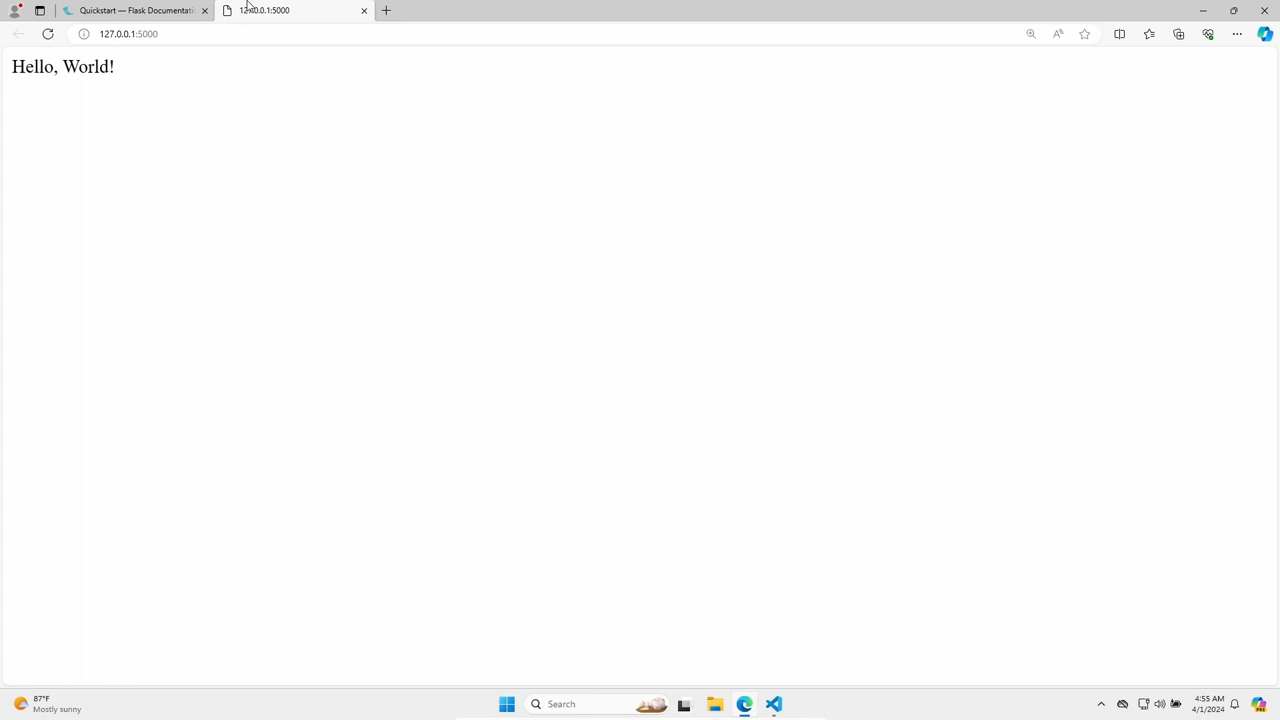 Quickstart — Flask Documentati
127.0.0.1:5000
127.0.0.1:5000
Hello, World!
87°F
Mostly sunny
Search
4:55 AM
4/1/2024